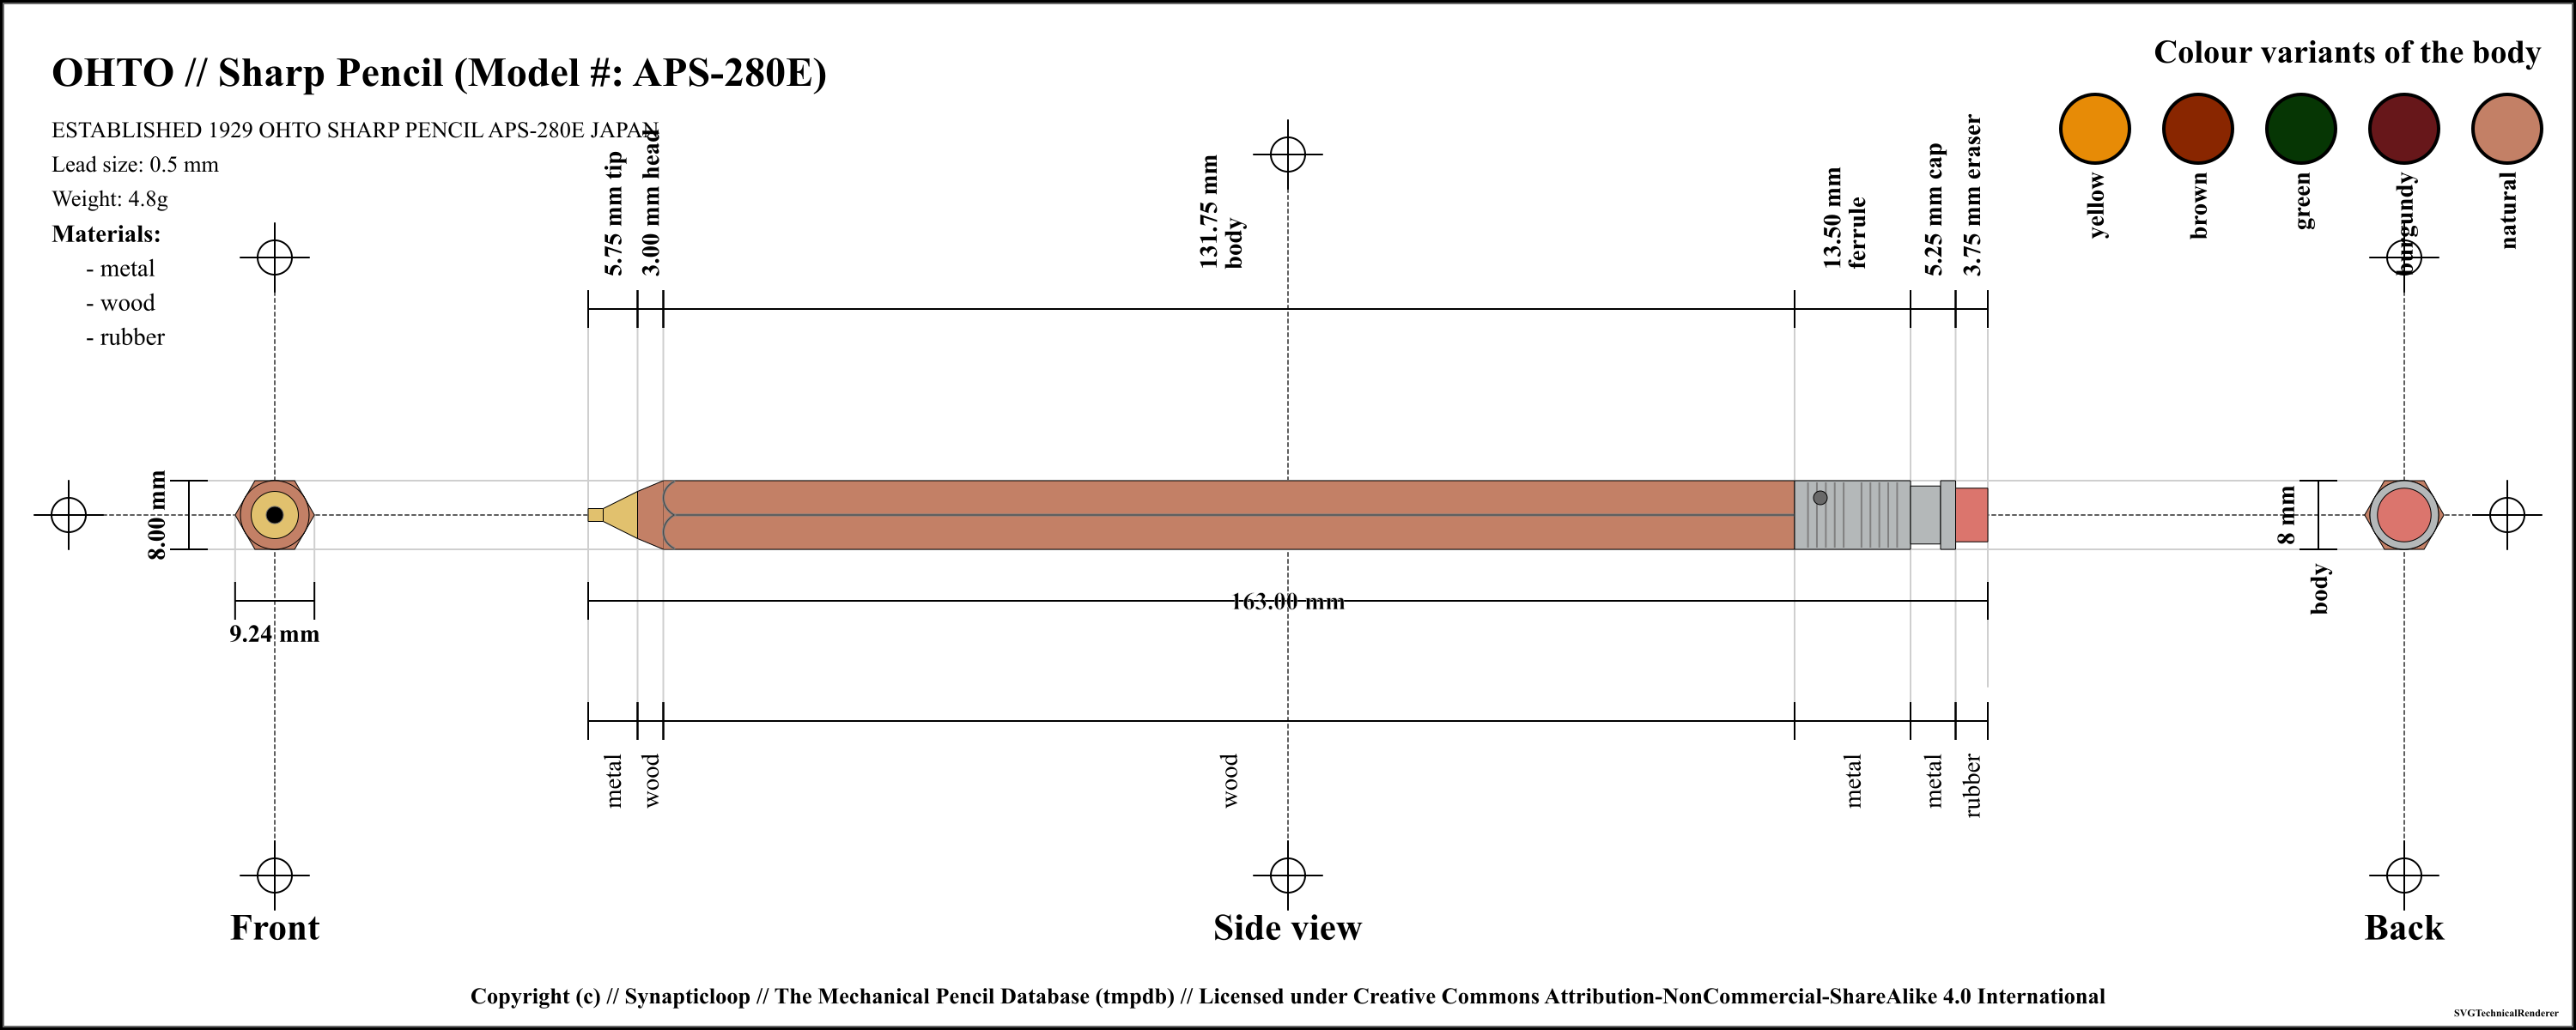 OHTO // Sharp Pencil (Model #: APS-280E)
ESTABLISHED 1929 OHTO SHARP PENCIL APS-280E JAPAN
Lead size: 0.5 mm
Weight: 4.8g
Materials:
- metal
- wood
- rubber
Colour variants of the body
yellow
brown
green
burgundy
natural
5.75 mm tip
3.00 mm head
131.75 mm
body
13.50 mm
ferrule
5.25 mm cap
3.75 mm eraser
8.00 mm
9.24 mm
163.00 mm
8 mm
body
metal
wood
wood
metal
metal
rubber
Front
Side view
Back
Copyright (c) // Synapticloop // The Mechanical Pencil Database (tmpdb) // Licensed under Creative Commons Attribution-NonCommercial-ShareAlike 4.0 International
SVGTechnicalRenderer